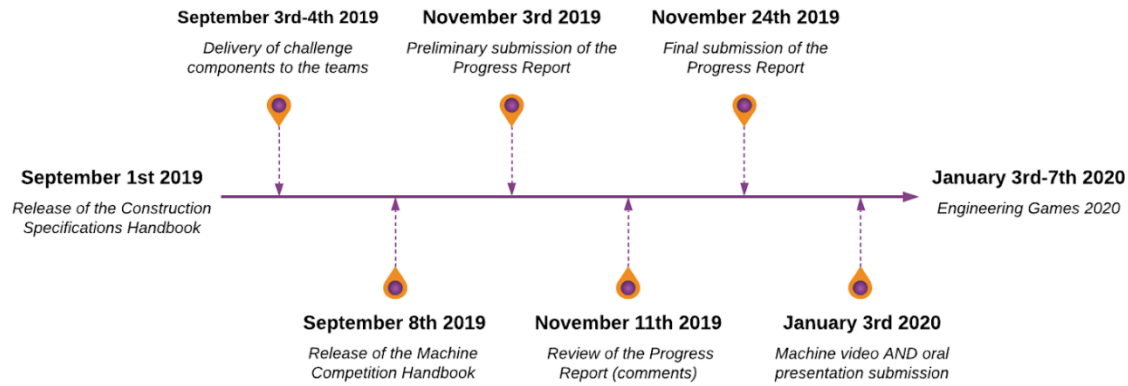 September 3rd-4th 2019
Delivery of challenge
components to the teams
November 3rd 2019
Preliminary submission of the
Progress Report
November 24th 2019
Final submission of the
Progress Report
September 1st 2019
Release of the Construction
Specifications Handbook
January 3rd-7th 2020
Engineering Games 2020
September 8th 2019
Release of the Machine
Competition Handbook
November 11th 2019
Review of the Progress
Report (comments)
January 3rd 2020
Machine video AND oral
presentation submission